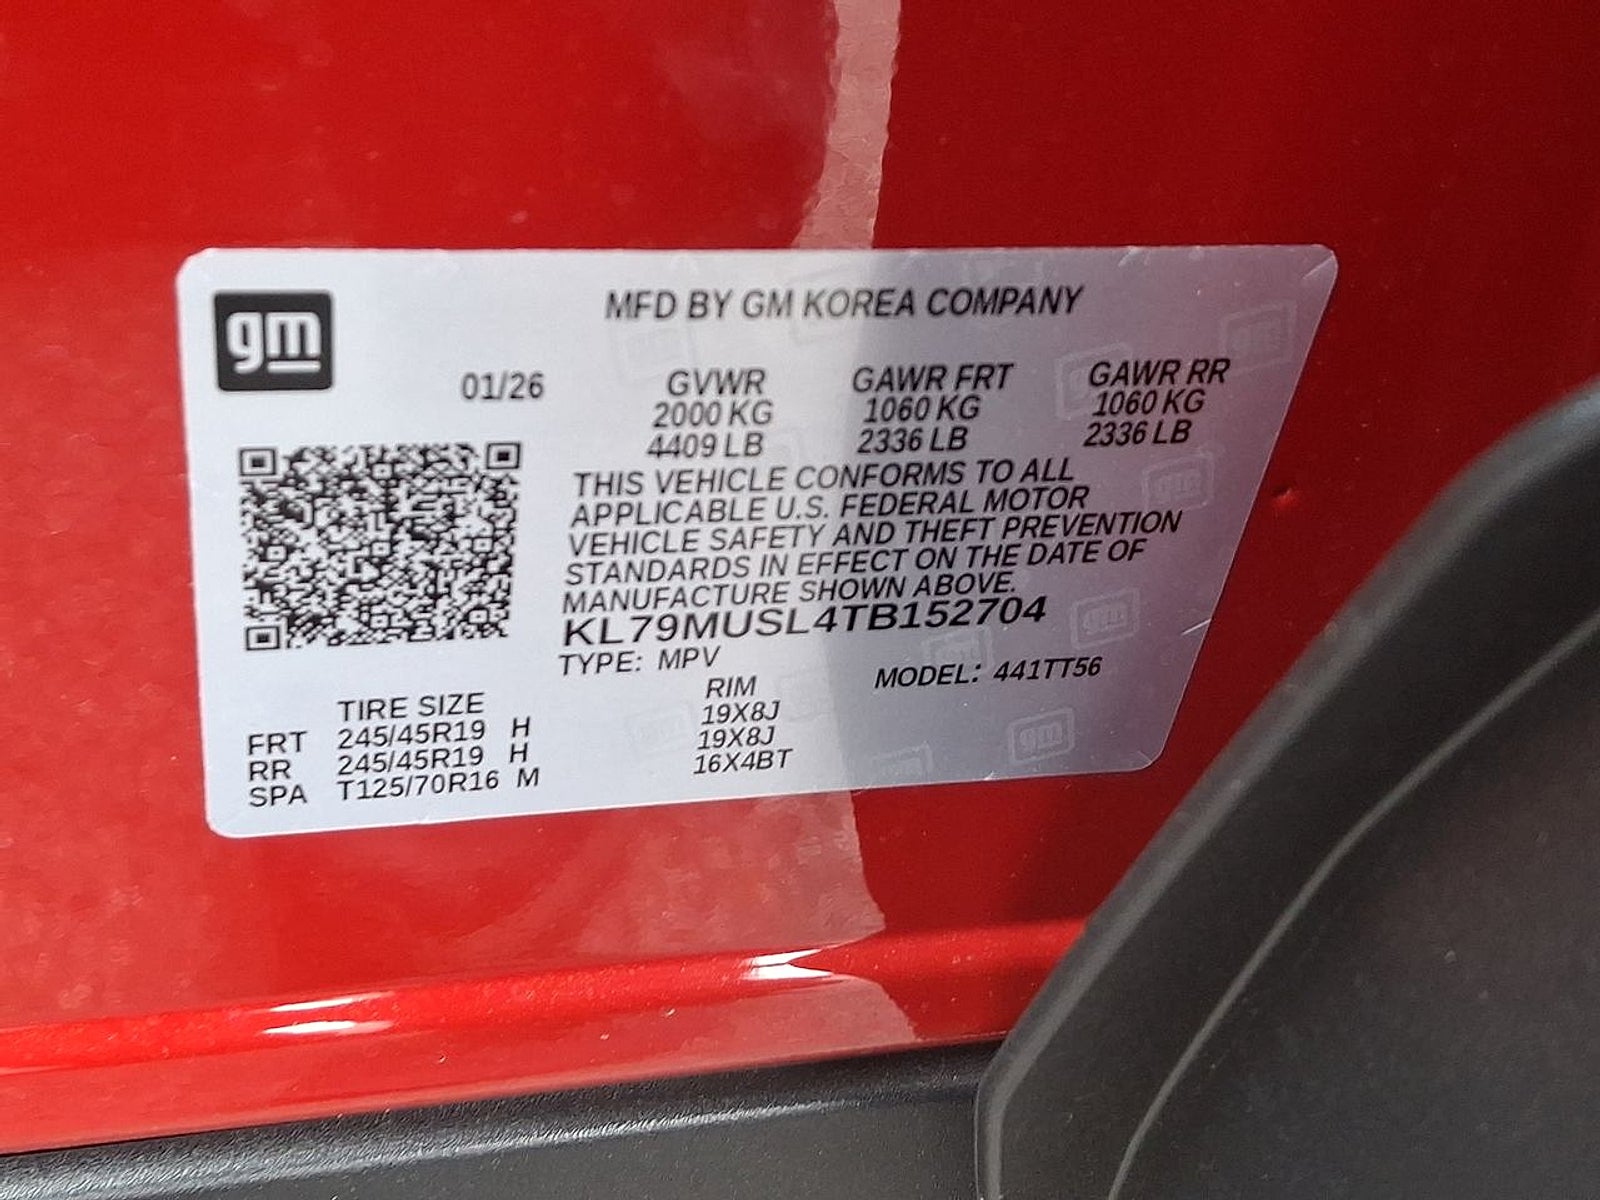 gm
MFD BY GM KOREA COMPANY
01/26 GVWR GAWR FRT GAWR RR
2000 KG 1060 KG 1060 KG
4409 LB 2336 LB 2336 LB
THIS VEHICLE CONFORMS TO ALL
APPLICABLE U.S. FEDERAL MOTOR
VEHICLE SAFETY AND THEFT PREVENTION
STANDARDS IN EFFECT ON THE DATE OF
MANUFACTURE SHOWN ABOVE.
KL79MUSL4TB152704
TYPE: MPV MODEL: 441TT56
TIRE SIZE RIM
FRT 245/45R19 H 19X8J
RR 245/45R19 H 19X8J
SPA T125/70R16 M 16X4BT